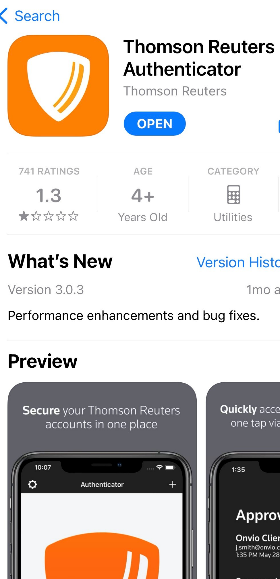 Search
Thomson Reuters
Authenticator
Thomson Reuters
OPEN
741 RATINGS
AGE
CATEGORY
1.3
4+
Years Old
Utilities
What's New
Version Histo
Version 3.0.3
1mo a
Performance enhancements and bug fixes.
Preview
Secure your Thomson Reuters
accounts in one place
Quickly acce
one tap via
10:07
Authenticator
1:35
Approv
Onvio Clien
jsmith@onvio.c
1:35 PM May 28